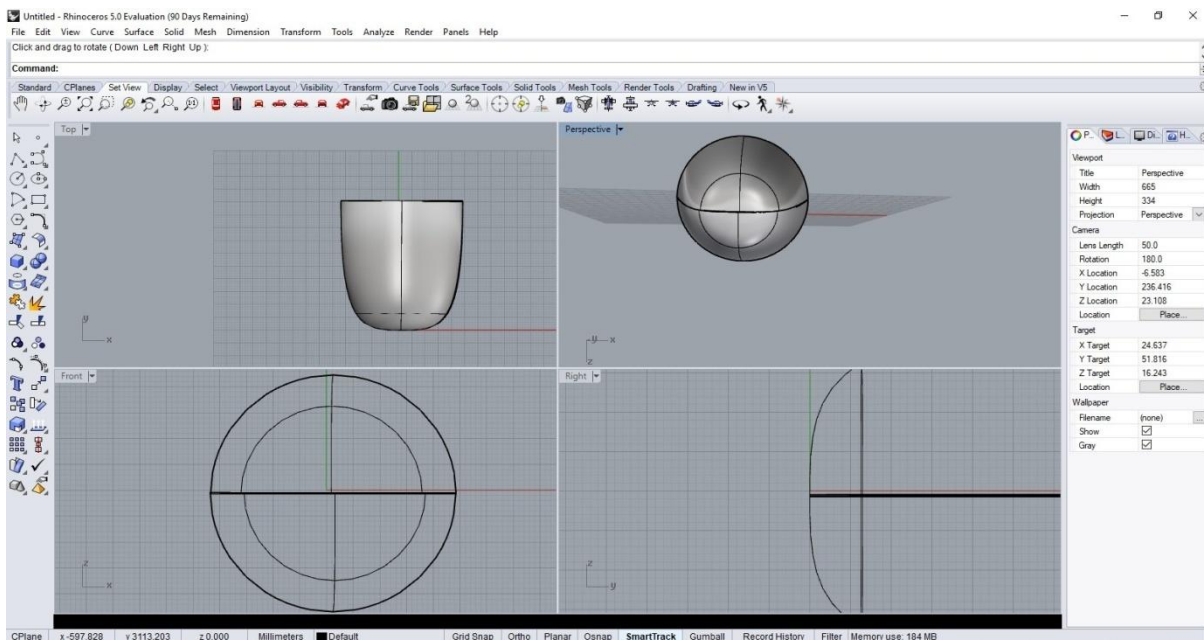 Untitled - Rhinoceros 5.0 Evaluation (90 Days Remaining)
File Edit View Curve Surface Solid Mesh Dimension Transform Tools Analyze Render Panels Help
Click and drag to rotate ( Down Left Right Up ):
Command:
Standard CPlanes Set View Display Select Viewport Layout Visibility Transform Curve Tools Surface Tools Solid Tools Mesh Tools Render Tools Drafting New in V5
Top
Perspective
P.. L.. Di.. H..
Viewport
Title Perspective
Width 665
Height 334
Projection Perspective
Camera
Lens Length 50.0
Rotation 180.0
X Location -6.583
Y Location 236.416
Z Location 23.108
Location Place...
Target
X Target 24.637
Y Target 51.816
Z Target 16.243
Location Place...
Wallpaper
Filename (none) ...
Show
Gray
y x
y x
z
Front
Right
z x
z y
CPlane x -597.828 y 3113.203 z 0.000 Millimeters Default Grid Snap Ortho Planar Osnap SmartTrack Gumball Record History Filter Memory use: 184 MB